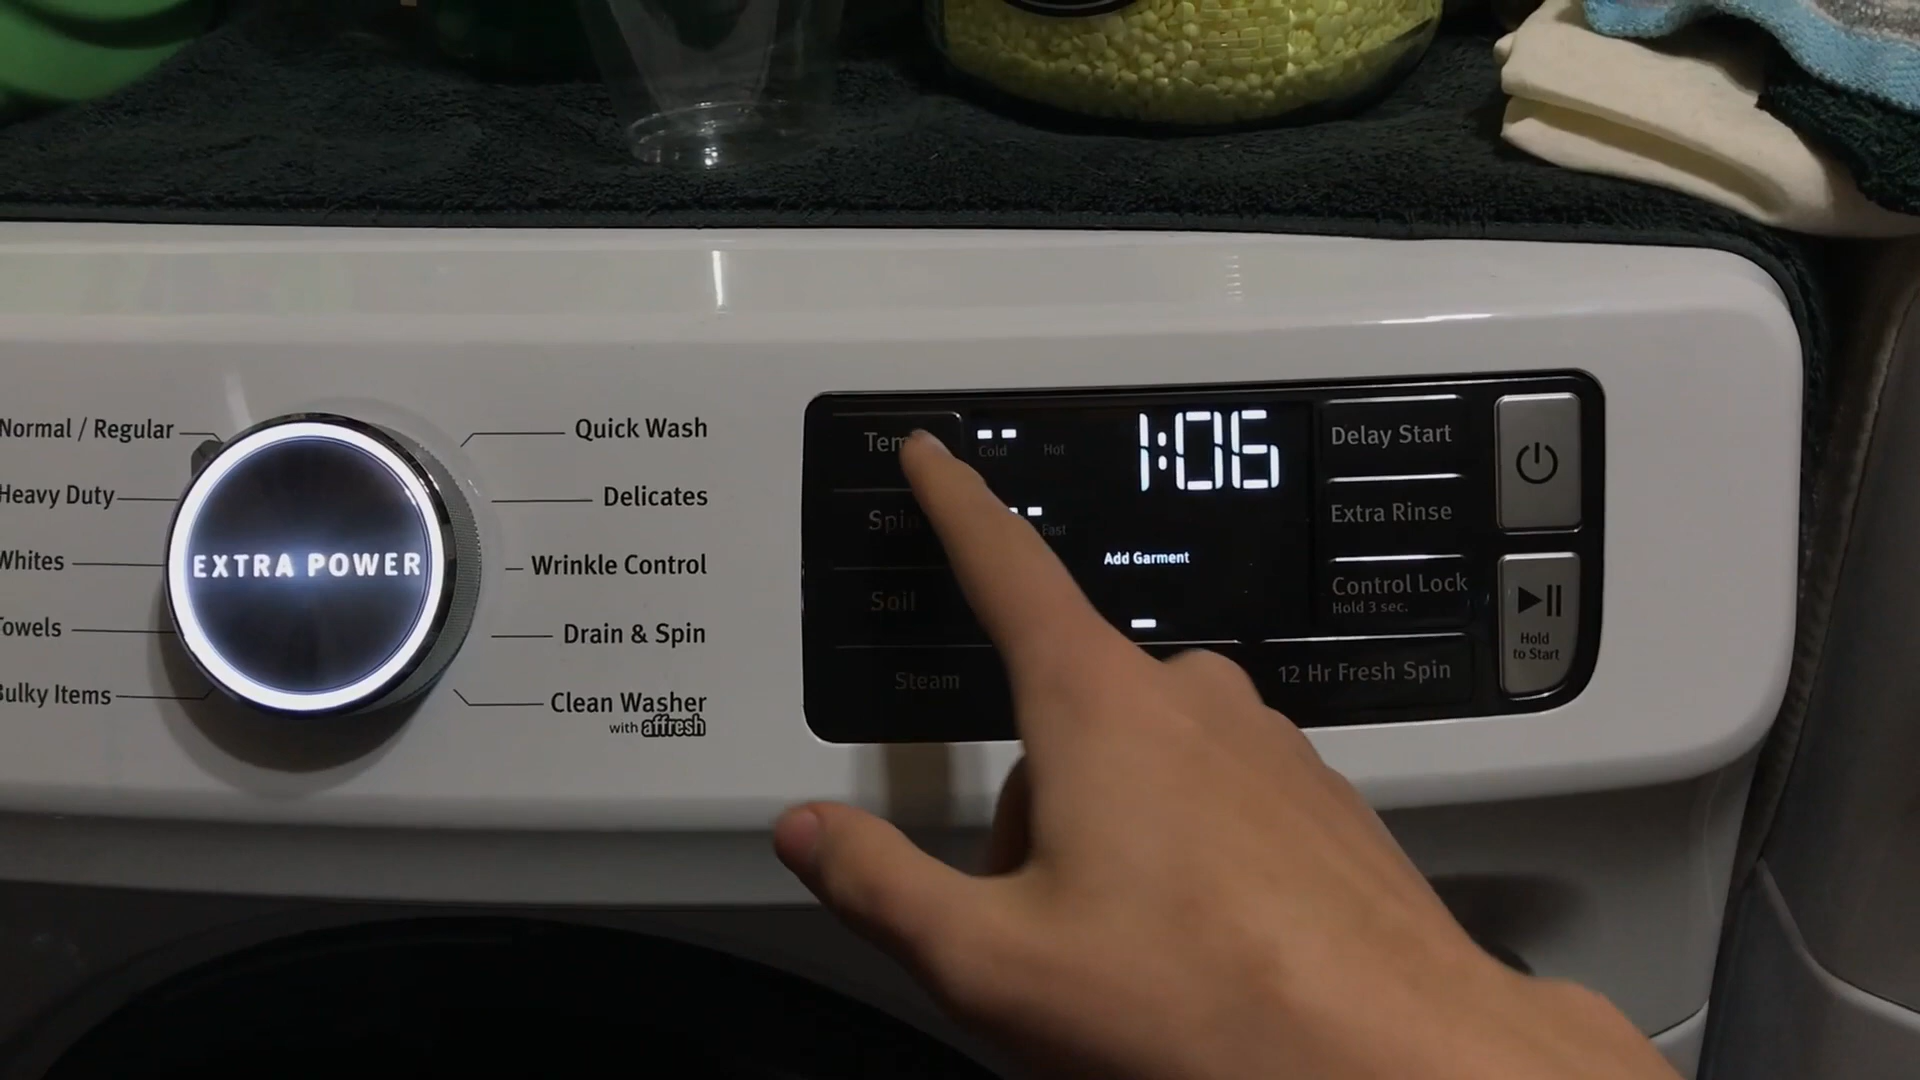 Normal / Regular
Heavy Duty
Whites
Towels
Bulky Items
EXTRA POWER
Quick Wash
Delicates
Wrinkle Control
Drain & Spin
Clean Washer
with affresh
Tem
Cold
Hot
1:06
Spin
Fast
Soil
Add Garment
Steam
Delay Start
Extra Rinse
Control Lock
Hold 3 sec.
12 Hr Fresh Spin
Hold
to Start